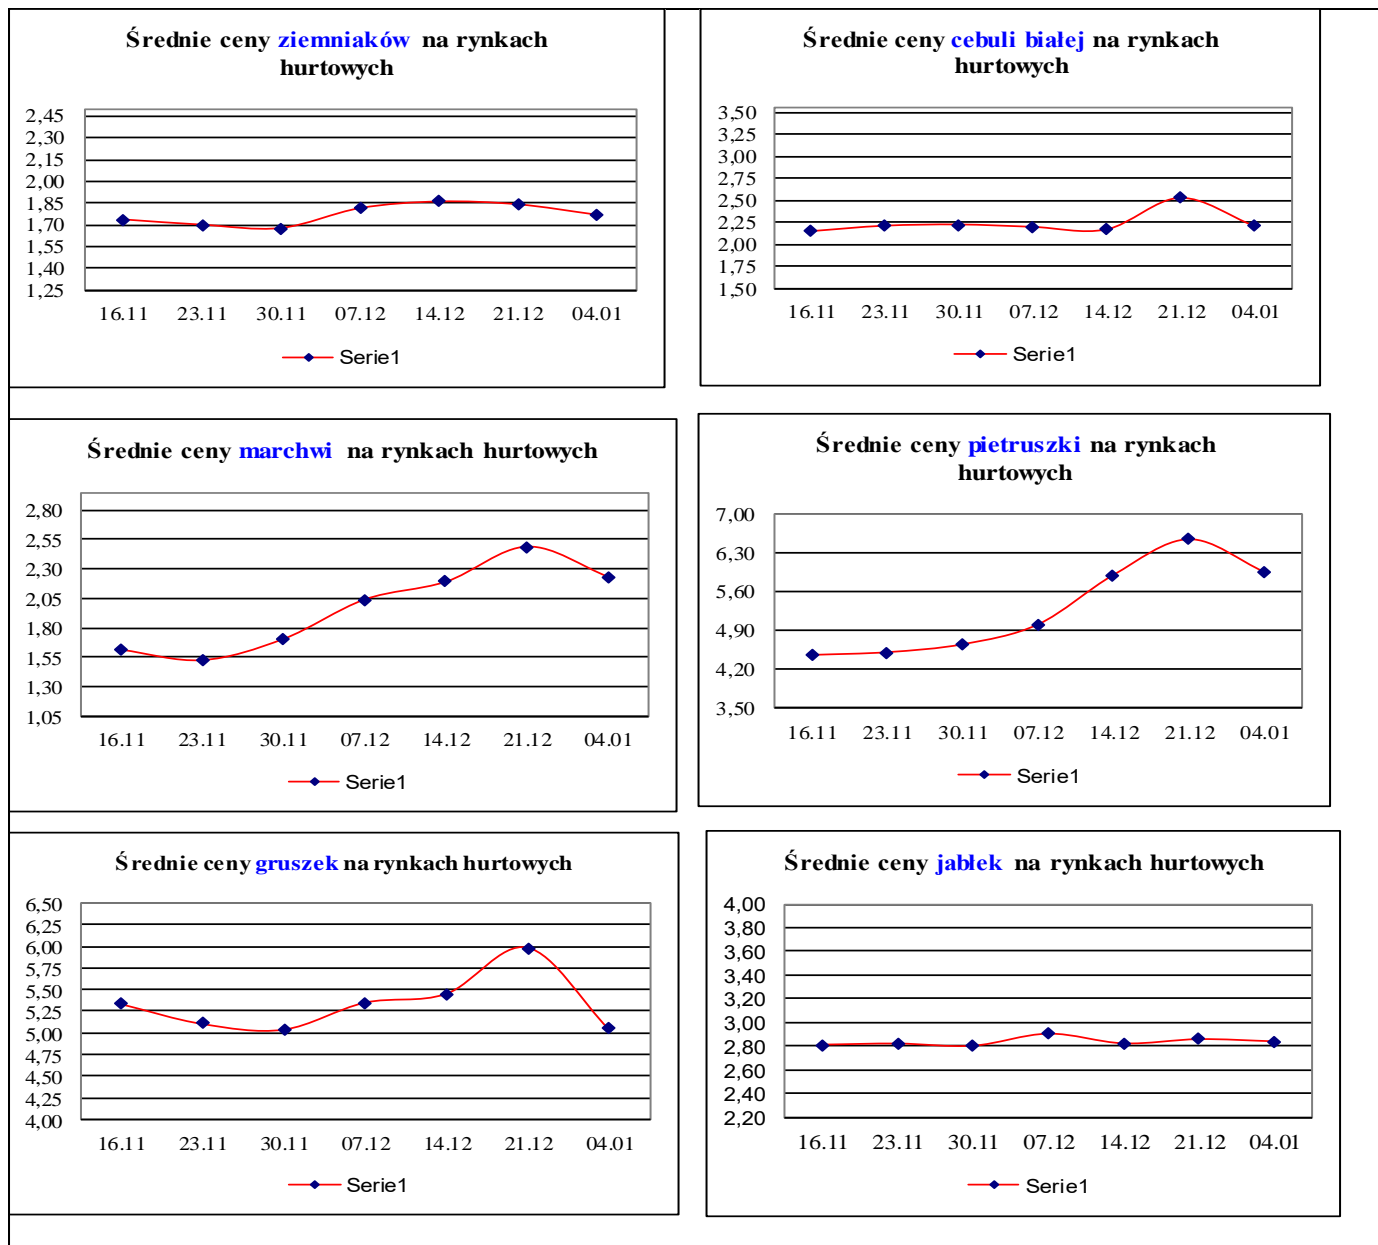 Średnie ceny ziemniaków na rynkach
hurtowych
2,45
2,30
2,15
2,00
1,85
1,70
1,55
1,40
1,25
16.11 23.11 30.11 07.12 14.12 21.12 04.01
Serie1
Średnie ceny cebuli białej na rynkach
hurtowych
3,50
3,25
3,00
2,75
2,50
2,25
2,00
1,75
1,50
16.11 23.11 30.11 07.12 14.12 21.12 04.01
Serie1
Średnie ceny marchwi na rynkach hurtowych
2,80
2,55
2,30
2,05
1,80
1,55
1,30
1,05
16.11 23.11 30.11 07.12 14.12 21.12 04.01
Serie1
Średnie ceny pietruszki na rynkach
hurtowych
7,00
6,30
5,60
4,90
4,20
3,50
16.11 23.11 30.11 07.12 14.12 21.12 04.01
Serie1
Średnie ceny gruszek na rynkach hurtowych
6,50
6,25
6,00
5,75
5,50
5,25
5,00
4,75
4,50
4,25
4,00
16.11 23.11 30.11 07.12 14.12 21.12 04.01
Serie1
Średnie ceny jabłek na rynkach hurtowych
4,00
3,80
3,60
3,40
3,20
3,00
2,80
2,60
2,40
2,20
16.11 23.11 30.11 07.12 14.12 21.12 04.01
Serie1